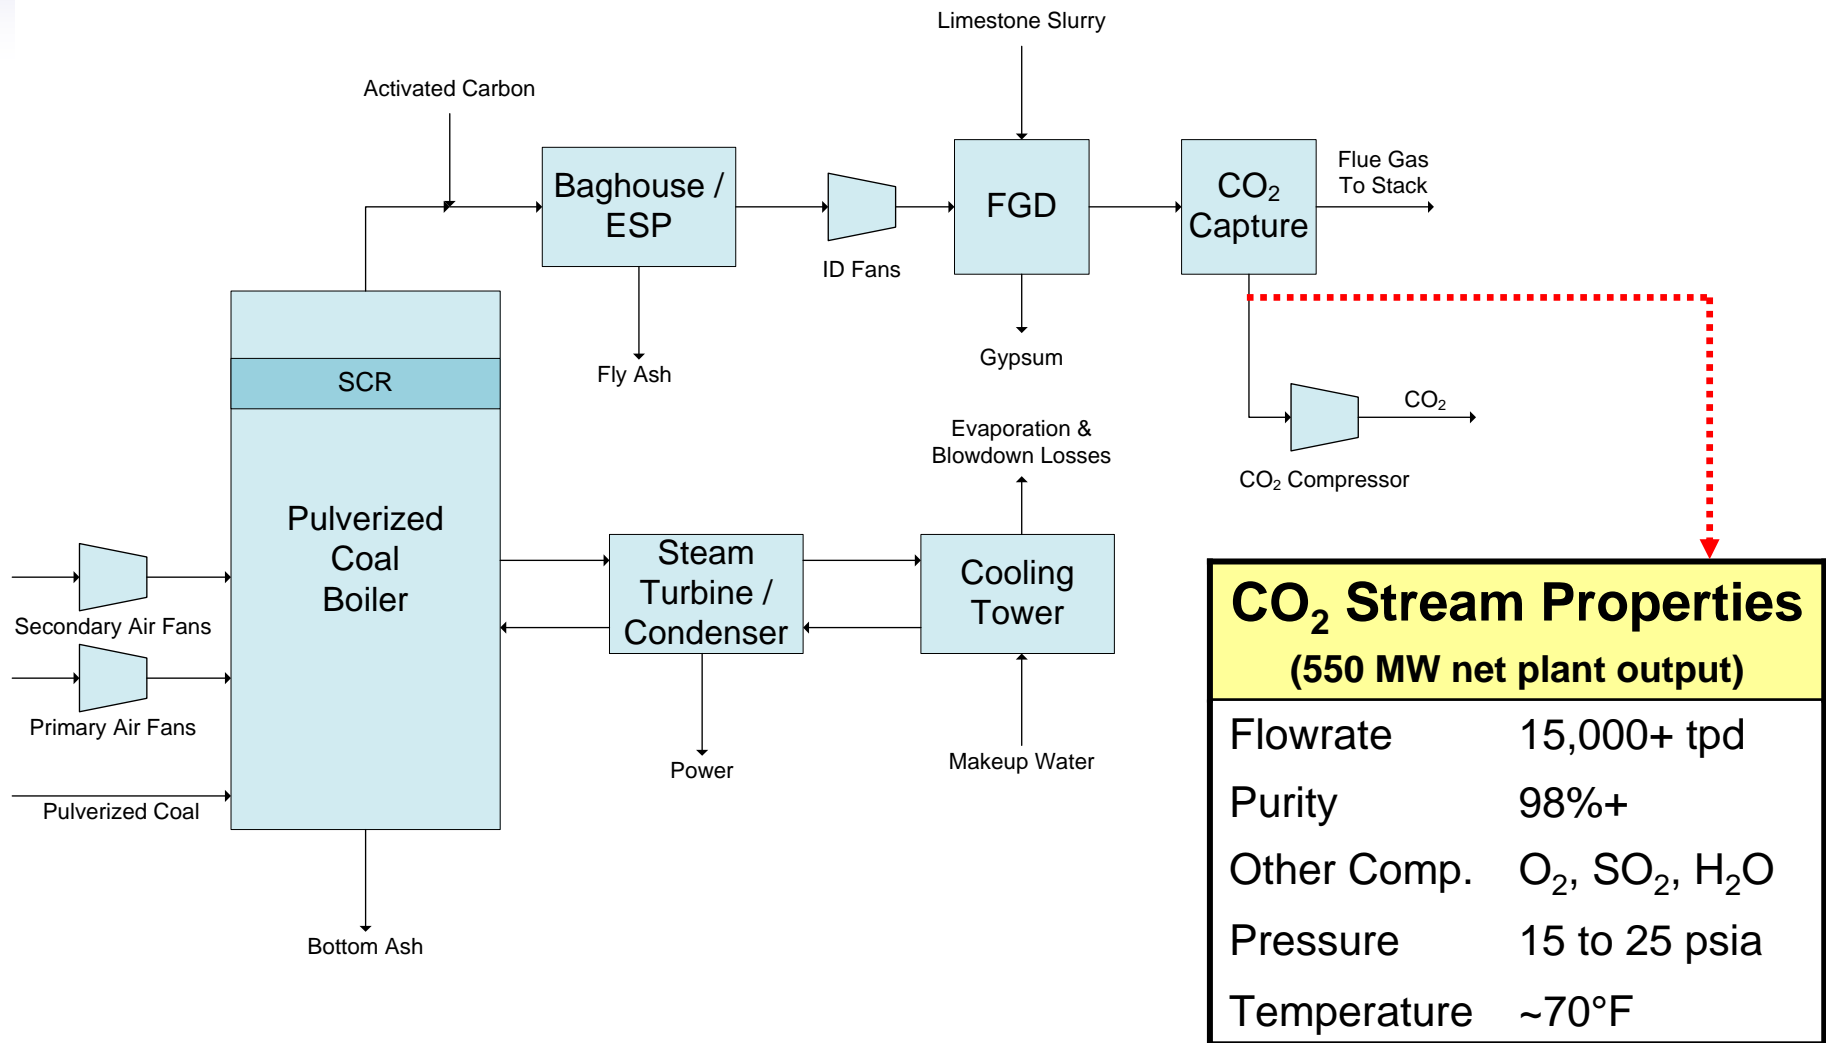 Limestone Slurry
Activated Carbon
Baghouse /
ESP
ID Fans
FGD
CO₂
Capture
Flue Gas
To Stack
Fly Ash
Gypsum
SCR
CO₂
CO₂ Compressor
Evaporation &
Blowdown Losses
Pulverized
Coal
Boiler
Steam
Turbine /
Condenser
Cooling
Tower
Secondary Air Fans
Primary Air Fans
Pulverized Coal
Power
Makeup Water
Bottom Ash
CO₂ Stream Properties
(550 MW net plant output)
Flowrate 15,000+ tpd
Purity 98%+
Other Comp. O₂, SO₂, H₂O
Pressure 15 to 25 psia
Temperature ~70°F